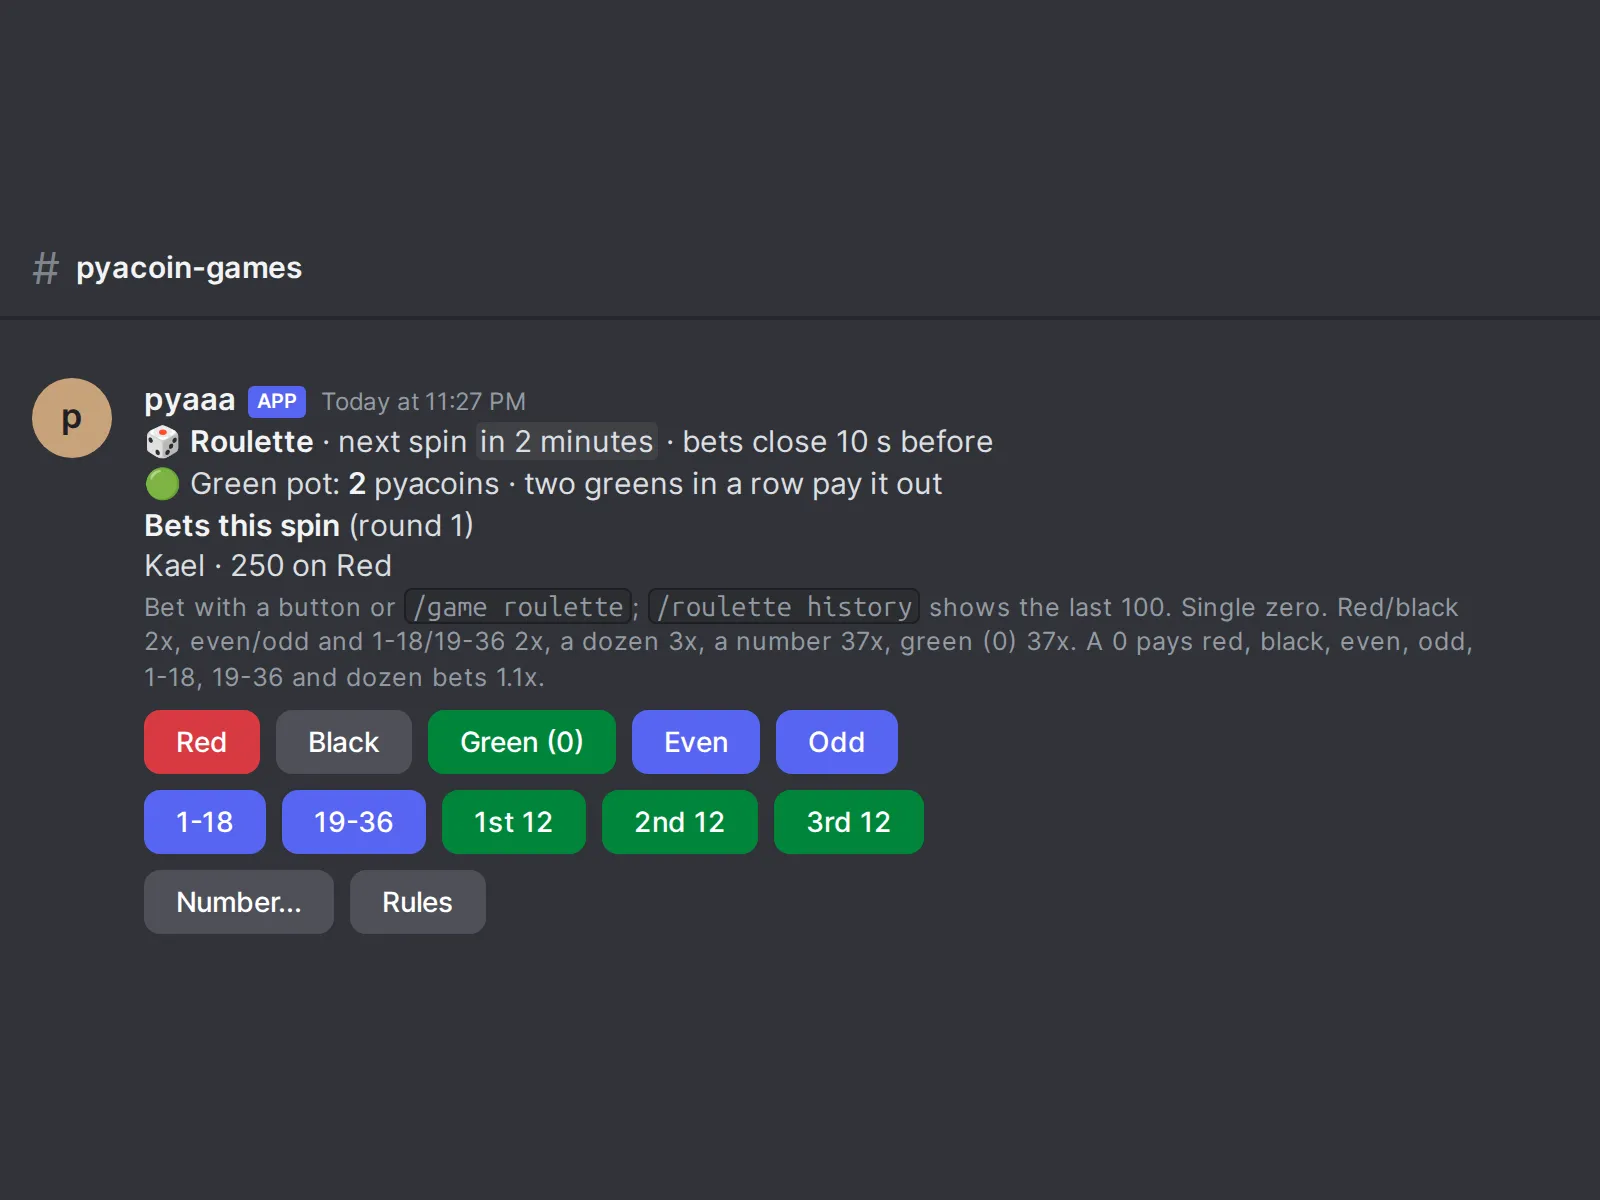 # pyacoin-games
p
pyaaa APP Today at 11:27 PM
🎲 Roulette · next spin in 2 minutes · bets close 10 s before
🟢 Green pot: 2 pyacoins · two greens in a row pay it out
Bets this spin (round 1)
Kael · 250 on Red
Bet with a button or /game roulette; /roulette history shows the last 100. Single zero. Red/black
2x, even/odd and 1-18/19-36 2x, a dozen 3x, a number 37x, green (0) 37x. A 0 pays red, black, even, odd,
1-18, 19-36 and dozen bets 1.1x.
Red Black Green (0) Even Odd
1-18 19-36 1st 12 2nd 12 3rd 12
Number... Rules